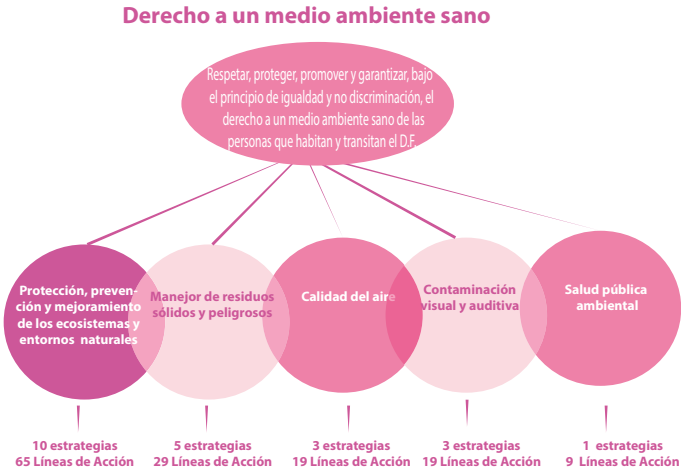 Derecho a un medio ambiente sano
Respetar, proteger, promover y garantizar, bajo
el principio de igualdad y no discriminación, el
derecho a un medio ambiente sano de las
personas que habitan y transitan el D.F.
Protección, preven-
ción y mejoramiento
de los ecosistemas y
entornos naturales
Manejor de residuos
sólidos y peligrosos
Calidad del aire
Contaminación
visual y auditiva
Salud pública
ambiental
10 estrategias
65 Líneas de Acción
5 estrategias
29 Líneas de Acción
3 estrategias
19 Líneas de Acción
3 estrategias
19 Líneas de Acción
1 estrategias
9 Líneas de Acción